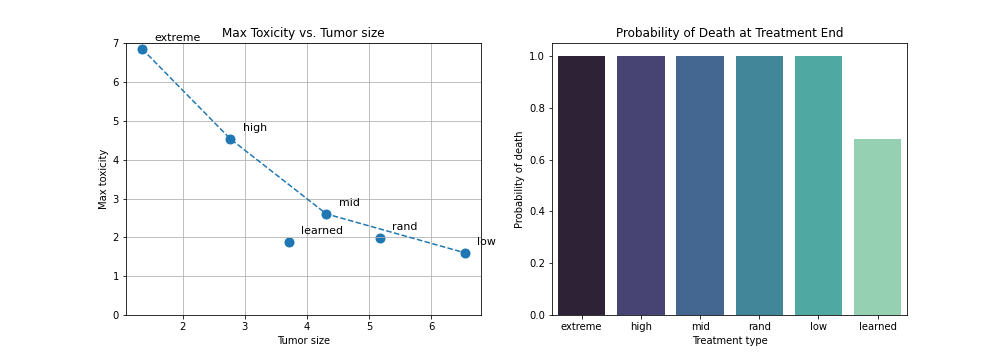 Max Toxicity vs. Tumor size
Max toxicity
7
6
5
4
3
2
1
0
extreme
high
mid
learned
rand
low
2 3 4 5 6
Tumor size
Probability of Death at Treatment End
Probability of death
1.0
0.8
0.6
0.4
0.2
0.0
extreme high mid rand low learned
Treatment type